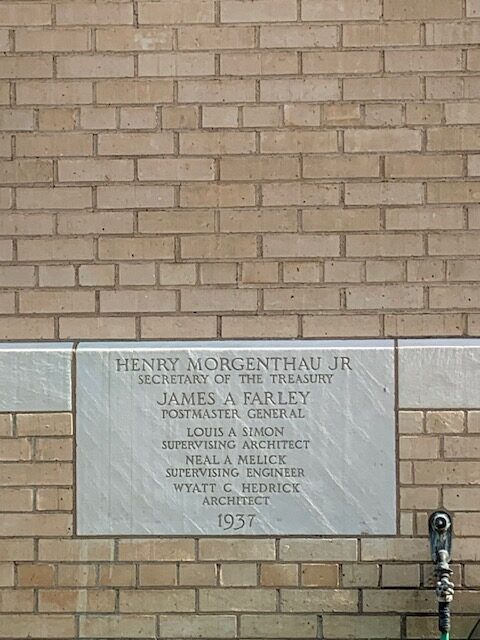 HENRY MORGENTHAU JR
SECRETARY OF THE TREASURY
JAMES A FARLEY
POSTMASTER GENERAL
LOUIS A SIMON
SUPERVISING ARCHITECT
NEAL A MELICK
SUPERVISING ENGINEER
WYATT C HEDRICK
ARCHITECT
1937